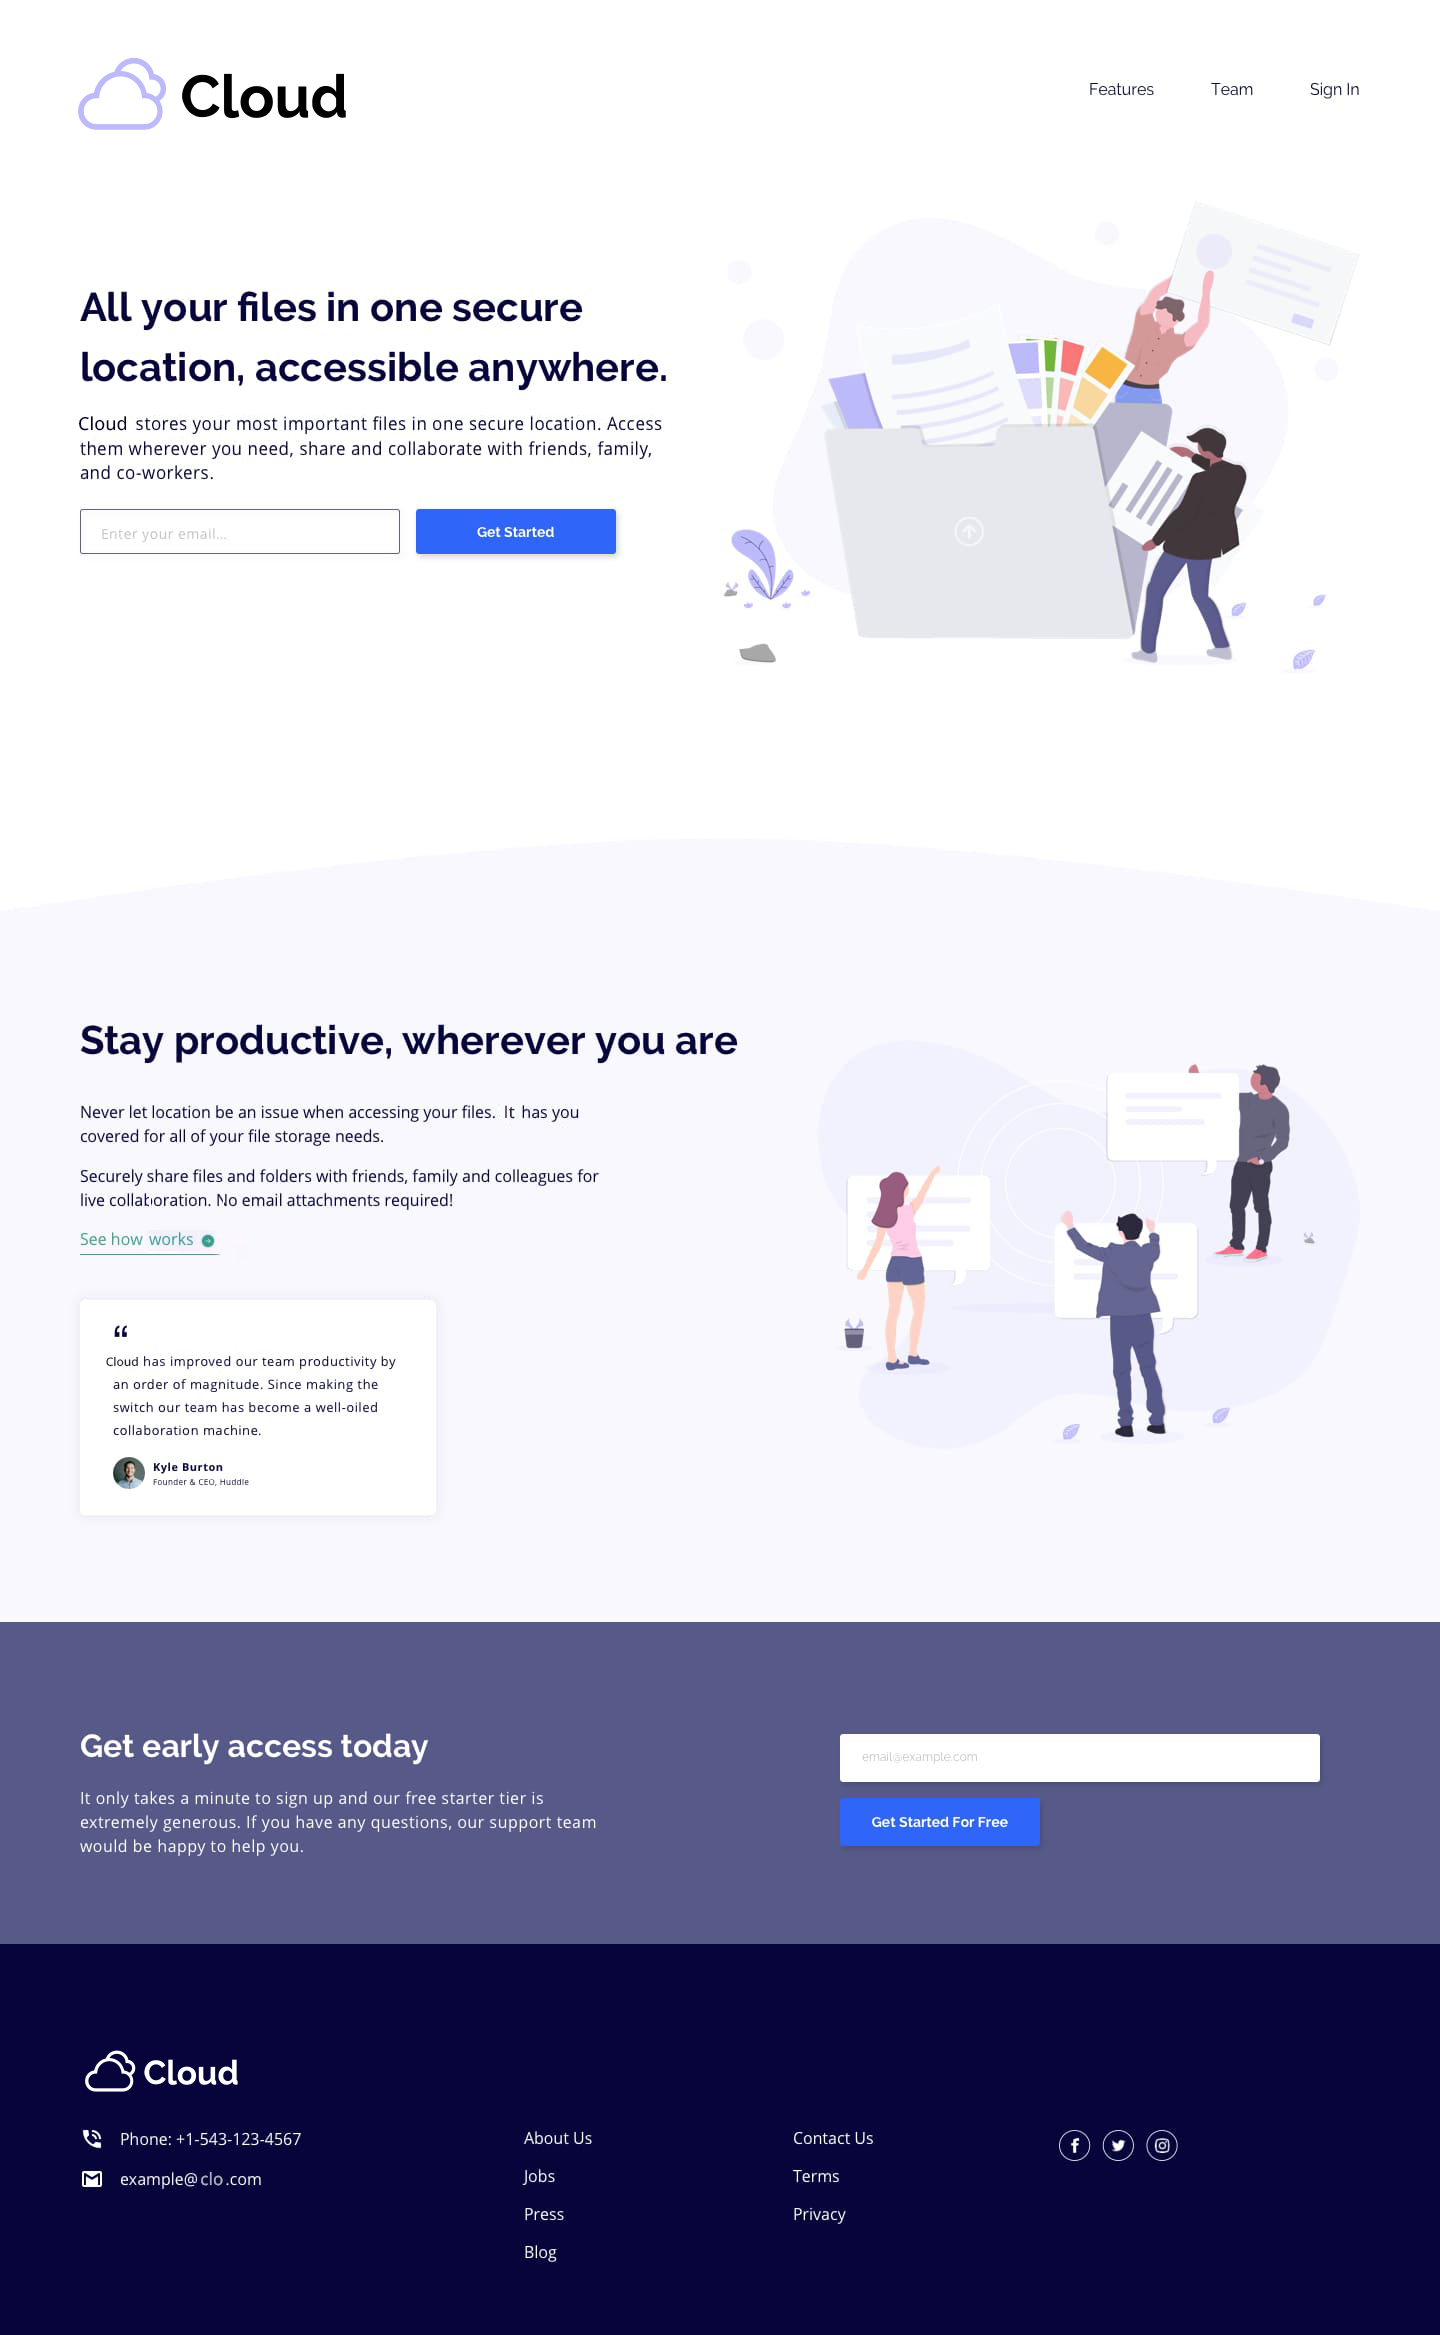 Cloud
Features
Team
Sign In
All your files in one secure
location, accessible anywhere.
Cloud stores your most important files in one secure location. Access
them wherever you need, share and collaborate with friends, family,
and co-workers.
Enter your email...
Get Started
Stay productive, wherever you are
Never let location be an issue when accessing your files. It has you
covered for all of your file storage needs.
Securely share files and folders with friends, family and colleagues for
live collaboration. No email attachments required!
See how works
“
Cloud has improved our team productivity by
an order of magnitude. Since making the
switch our team has become a well-oiled
collaboration machine.
Kyle Burton
Founder & CEO, Huddle
Get early access today
It only takes a minute to sign up and our free starter tier is
extremely generous. If you have any questions, our support team
would be happy to help you.
email@example.com
Get Started For Free
Cloud
Phone: +1-543-123-4567
example@clo.com
About Us
Jobs
Press
Blog
Contact Us
Terms
Privacy